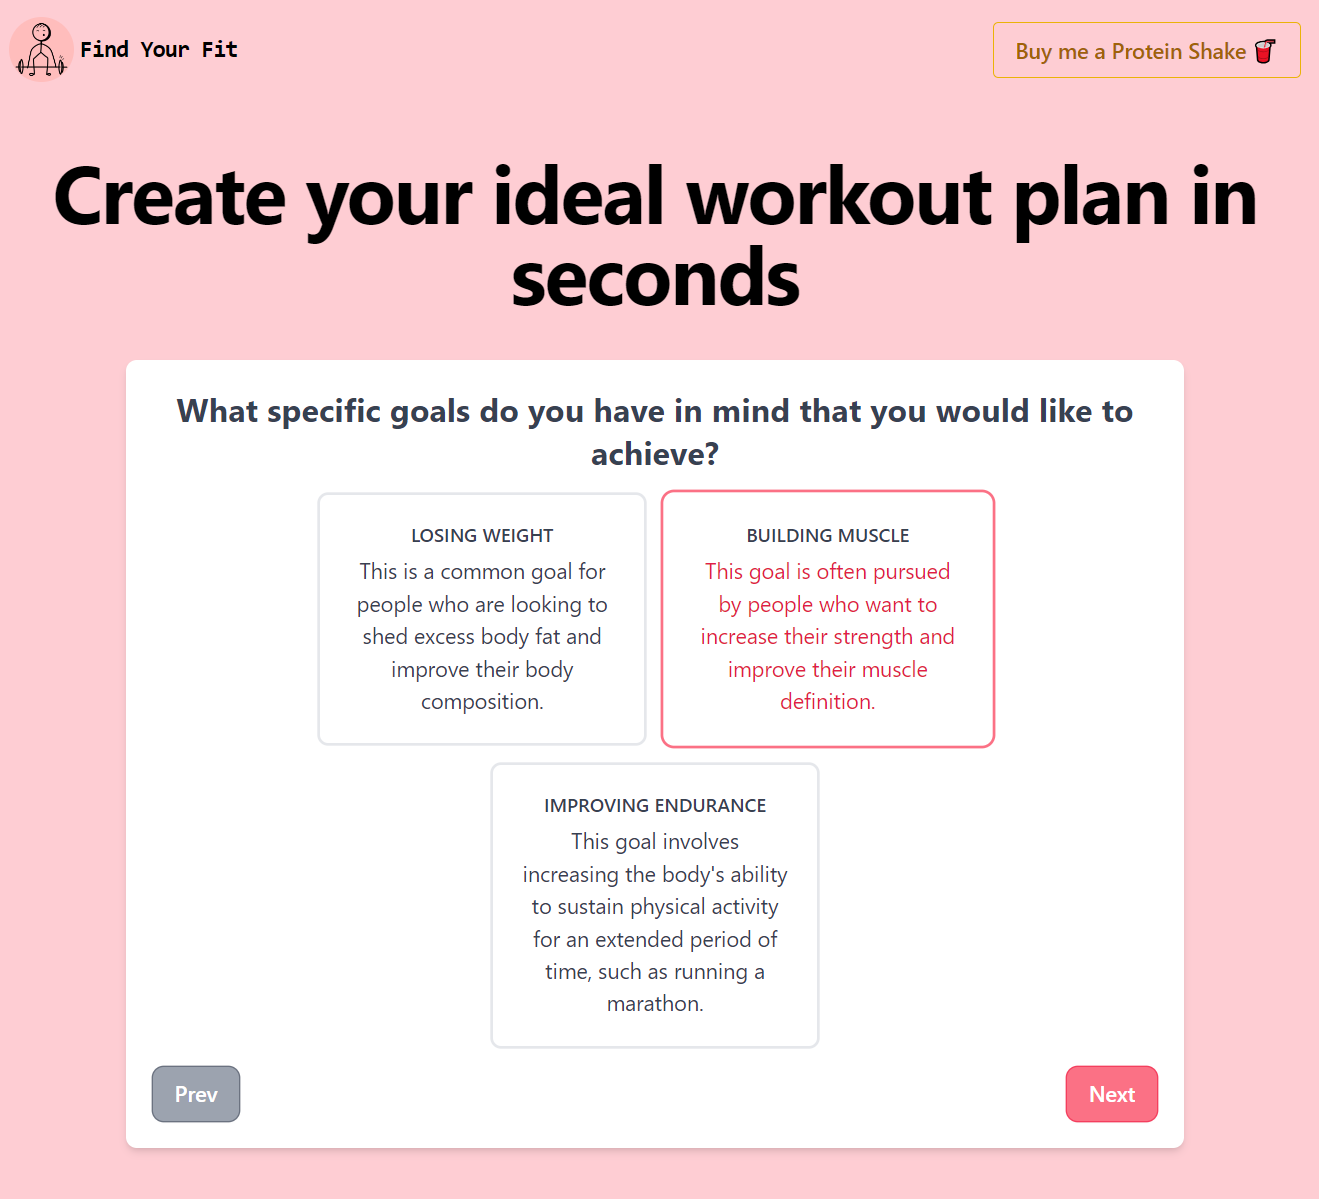 Find Your Fit
Buy me a Protein Shake
Create your ideal workout plan in
seconds
What specific goals do you have in mind that you would like to
achieve?
LOSING WEIGHT
This is a common goal for
people who are looking to
shed excess body fat and
improve their body
composition.
BUILDING MUSCLE
This goal is often pursued
by people who want to
increase their strength and
improve their muscle
definition.
IMPROVING ENDURANCE
This goal involves
increasing the body's ability
to sustain physical activity
for an extended period of
time, such as running a
marathon.
Prev
Next